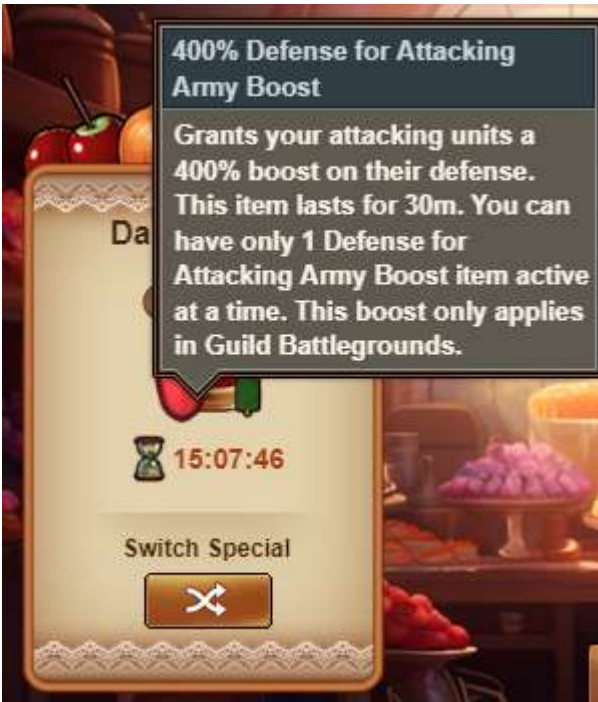 400% Defense for Attacking
Army Boost
Grants your attacking units a
400% boost on their defense.
This item lasts for 30m. You can
have only 1 Defense for
Attacking Army Boost item active
at a time. This boost only applies
in Guild Battlegrounds.
Da
15:07:46
Switch Special